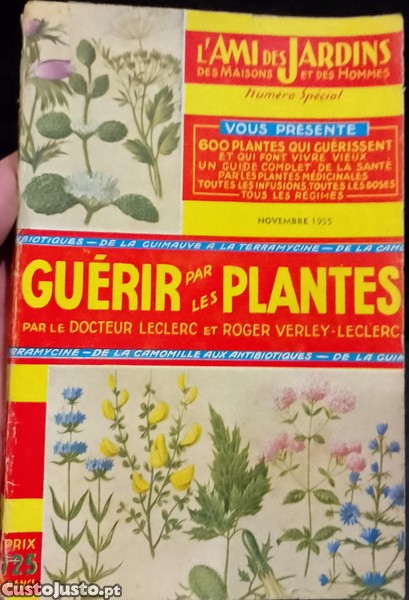 L'AMI DES JARDINS
DES MAISONS ET DES HOMMES
Numéro Spécial
VOUS PRÉSENTE
600 PLANTES QUI GUÉRISSENT
ET QUI FONT VIVRE VIEUX
UN GUIDE COMPLET DE LA SANTÉ
PAR LES PLANTES MÉDICINALES
TOUTES LES INFUSIONS, TOUTES LES DOSES
TOUS LES RÉGIMES
NOVEMBRE 1955
IBIOTIQUES – DE LA GUIMAUVE À LA TERRAMYCINE – DE LA CAMO
GUÉRIR PAR LES PLANTES
PAR LE DOCTEUR LECLERC ET ROGER VERLEY-LECLERC
RRAMYCINE – DE LA CAMOMILLE AUX ANTIBIOTIQUES – DE LA GUIM
PRIX
CustoJusto.pt